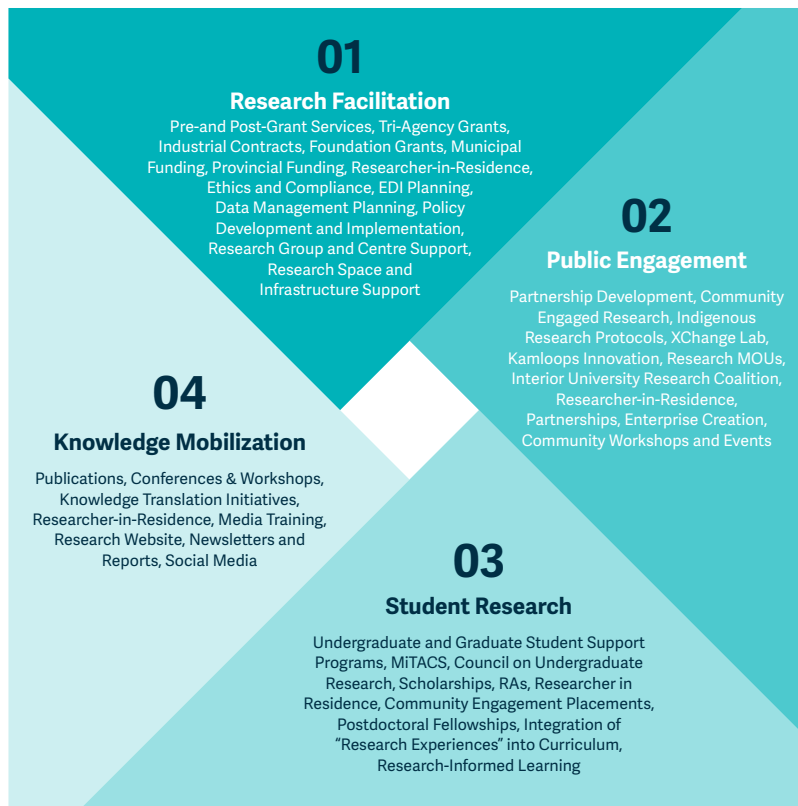 01
Research Facilitation
Pre-and Post-Grant Services, Tri-Agency Grants,
Industrial Contracts, Foundation Grants, Municipal
Funding, Provincial Funding, Researcher-in-Residence,
Ethics and Compliance, EDI Planning,
Data Management Planning, Policy
Development and Implementation,
Research Group and Centre Support,
Research Space and
Infrastructure Support
02
Public Engagement
Partnership Development, Community
Engaged Research, Indigenous
Research Protocols, XChange Lab,
Kamloops Innovation, Research MOUs,
Interior University Research Coalition,
Researcher-in-Residence,
Partnerships, Enterprise Creation,
Community Workshops and Events
03
Student Research
Undergraduate and Graduate Student Support
Programs, MiTACS, Council on Undergraduate
Research, Scholarships, RAs, Researcher in
Residence, Community Engagement Placements,
Postdoctoral Fellowships, Integration of
“Research Experiences” into Curriculum,
Research-Informed Learning
04
Knowledge Mobilization
Publications, Conferences & Workshops,
Knowledge Translation Initiatives,
Researcher-in-Residence, Media Training,
Research Website, Newsletters and
Reports, Social Media